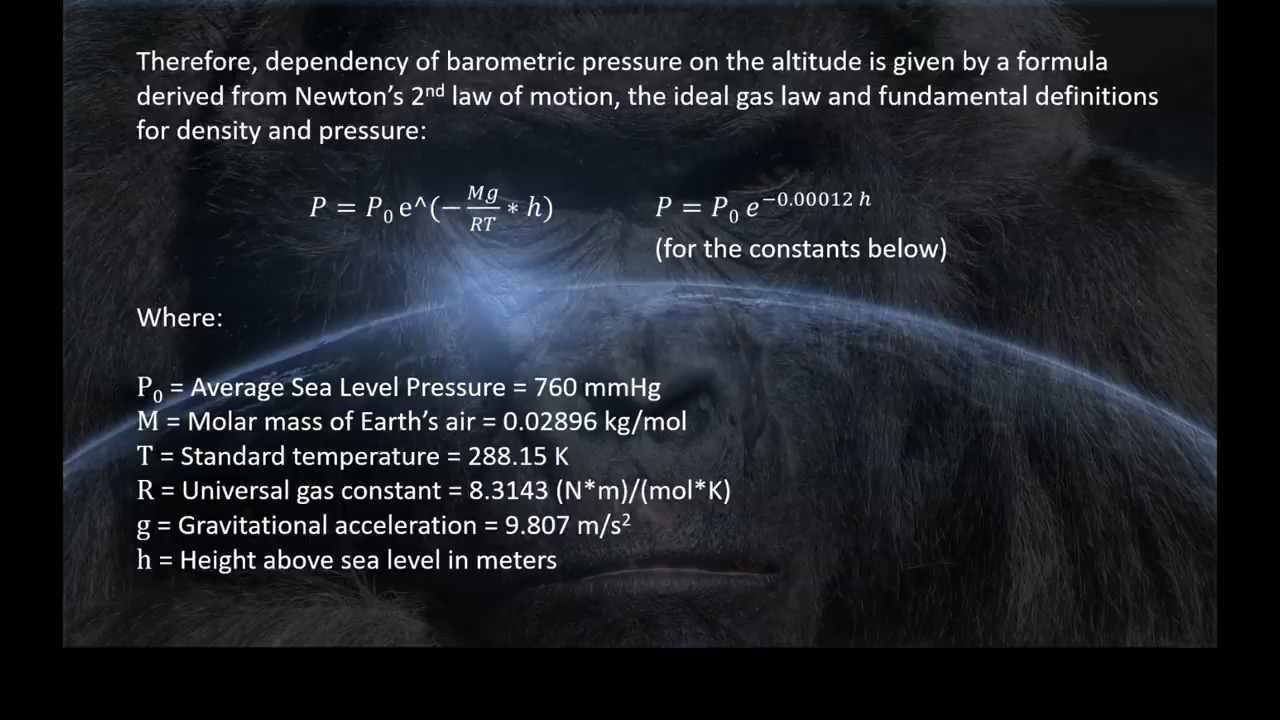 Therefore, dependency of barometric pressure on the altitude is given by a formula
derived from Newton’s 2nd law of motion, the ideal gas law and fundamental definitions
for density and pressure:
P = P₀ e^(−Mg/RT ∗ h) P = P₀ e^(−0.00012 h)
(for the constants below)
Where:
P₀ = Average Sea Level Pressure = 760 mmHg
M = Molar mass of Earth’s air = 0.02896 kg/mol
T = Standard temperature = 288.15 K
R = Universal gas constant = 8.3143 (N*m)/(mol*K)
g = Gravitational acceleration = 9.807 m/s²
h = Height above sea level in meters